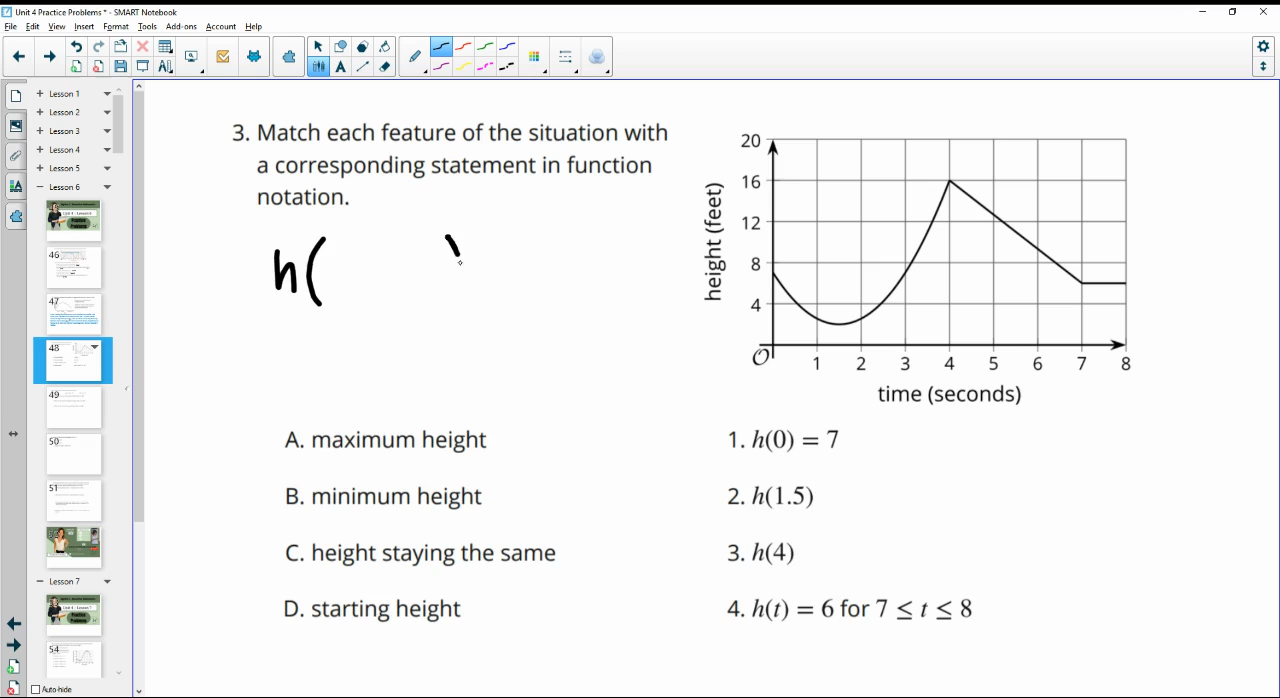 Unit 4 Practice Problems * - SMART Notebook
File Edit View Insert Format Tools Add-ons Account Help
Lesson 1
Lesson 2
Lesson 3
Lesson 4
Lesson 5
Lesson 6
46
47
48
49
50
51
Lesson 7
54
Auto-hide
3. Match each feature of the situation with
a corresponding statement in function
notation.
h( )
height (feet)
20
16
12
8
4
O
1 2 3 4 5 6 7 8
time (seconds)
A. maximum height
B. minimum height
C. height staying the same
D. starting height
1. h(0) = 7
2. h(1.5)
3. h(4)
4. h(t) = 6 for 7 ≤ t ≤ 8